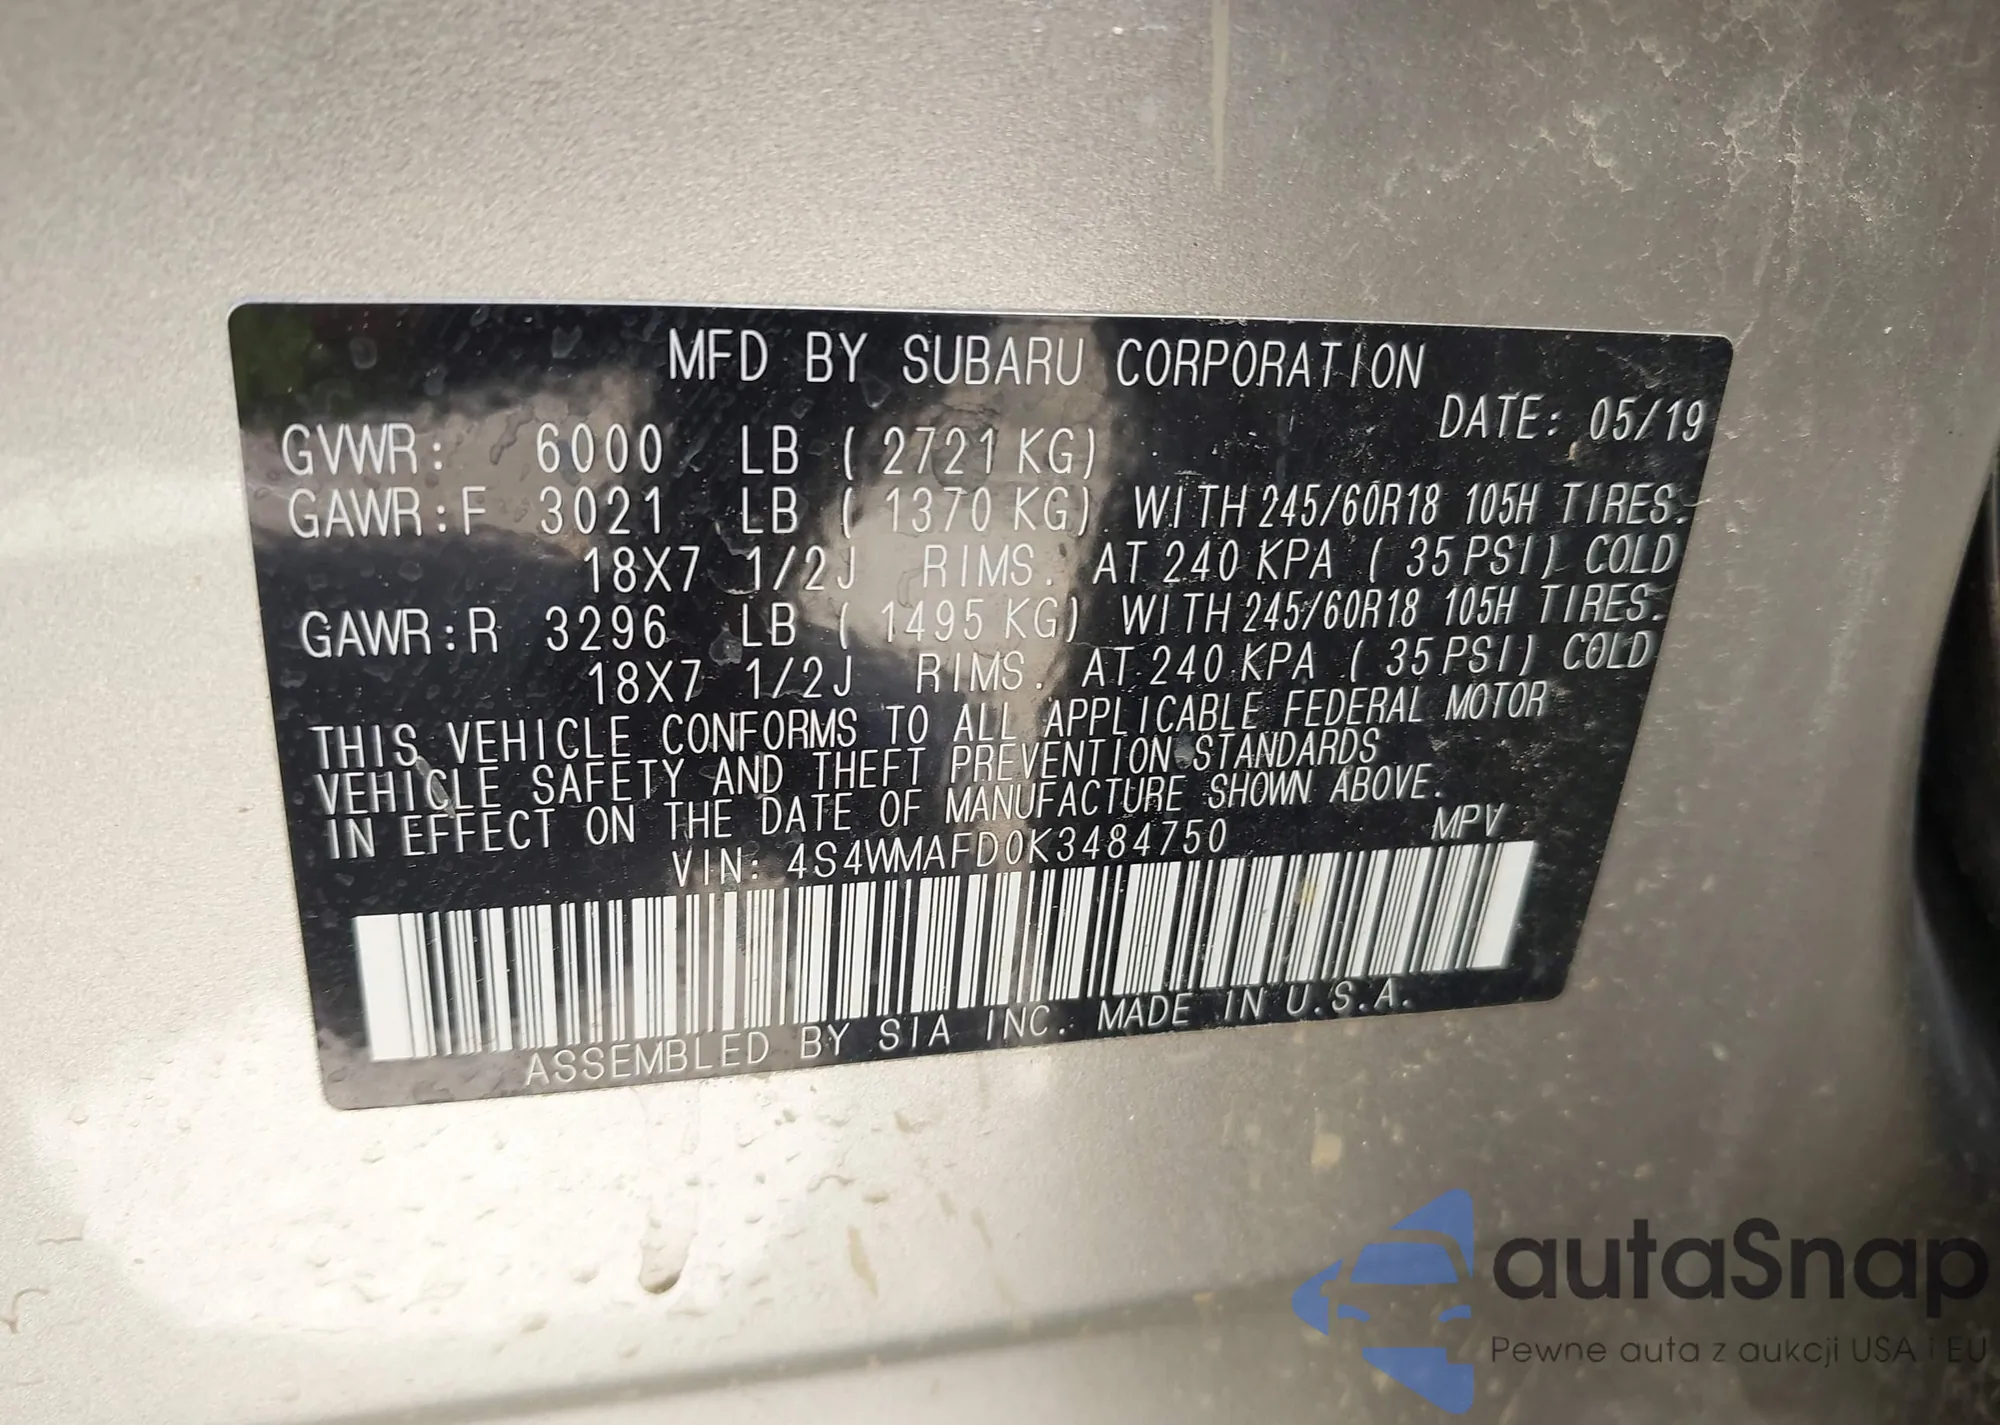 MFD BY SUBARU CORPORATION
DATE: 05/19
GVWR: 6000 LB ( 2721 KG)
GAWR:F 3021 LB ( 1370 KG) WITH 245/60R18 105H TIRES.
18X7 1/2J RIMS. AT 240 KPA ( 35 PSI) COLD
GAWR:R 3296 LB ( 1495 KG) WITH 245/60R18 105H TIRES.
18X7 1/2J RIMS. AT 240 KPA ( 35 PSI) COLD
THIS VEHICLE CONFORMS TO ALL APPLICABLE FEDERAL MOTOR
VEHICLE SAFETY AND THEFT PREVENTION STANDARDS
IN EFFECT ON THE DATE OF MANUFACTURE SHOWN ABOVE.
VIN: 4S4WMAFD0K3484750 MPV
ASSEMBLED BY SIA INC. MADE IN U.S.A.
autaSnap
Pewne auta z aukcji USA i EU